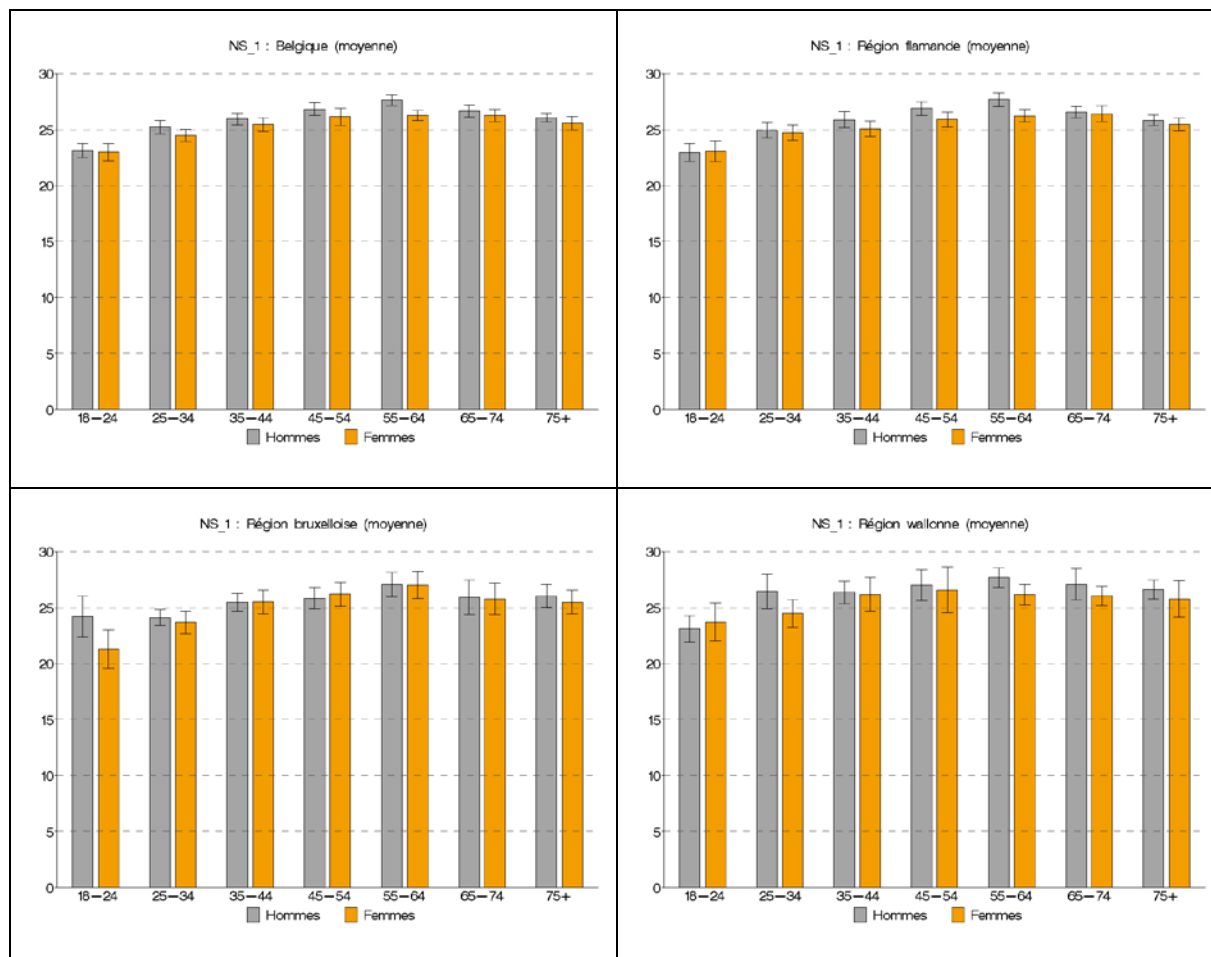 NS_1 : Belgique (moyenne)
30
25
20
15
10
5
0
18–24 25–34 35–44 45–54 55–64 65–74 75+
Hommes Femmes
NS_1 : Région flamande (moyenne)
30
25
20
15
10
5
0
18–24 25–34 35–44 45–54 55–64 65–74 75+
Hommes Femmes
NS_1 : Région bruxelloise (moyenne)
30
25
20
15
10
5
0
18–24 25–34 35–44 45–54 55–64 65–74 75+
Hommes Femmes
NS_1 : Région wallonne (moyenne)
30
25
20
15
10
5
0
18–24 25–34 35–44 45–54 55–64 65–74 75+
Hommes Femmes